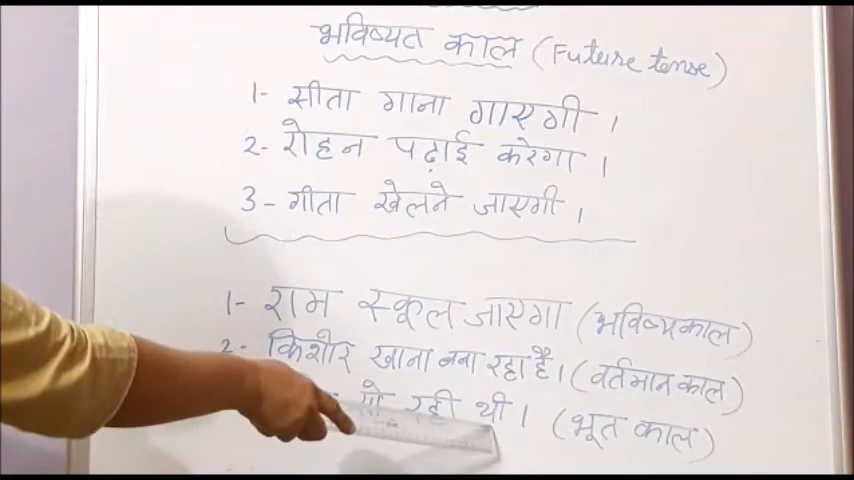 भविष्यत काल (Future tense)
1- सीता गाना गाएगी ।
2- रोहन पढ़ाई करेगा ।
3- गीता खेलने जाएगी ।
1- राम स्कूल जाएगा (भविष्यकाल)
2- किशोर खाना बना रहा है। (वर्तमान काल)
रही थी। (भूत काल)